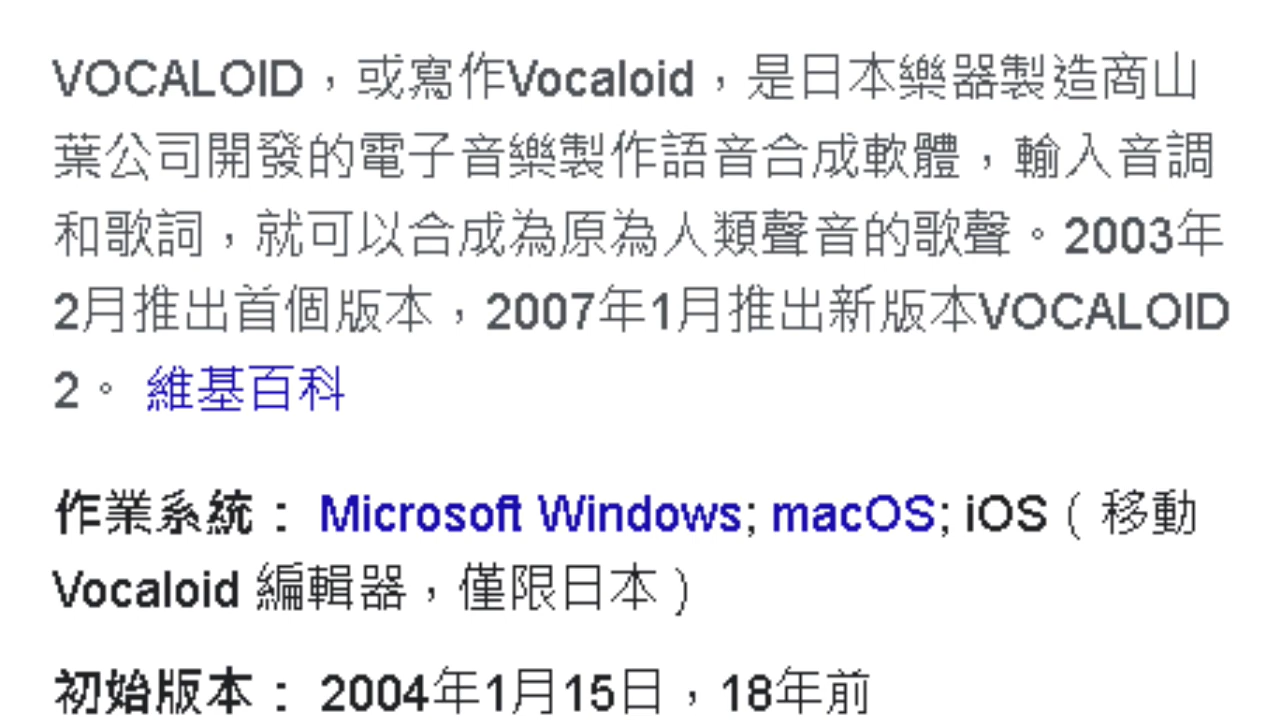 VOCALOID，或寫作Vocaloid，是日本樂器製造商山
葉公司開發的電子音樂製作語音合成軟體，輸入音調
和歌詞，就可以合成為原為人類聲音的歌聲。2003年
2月推出首個版本，2007年1月推出新版本VOCALOID
2。 維基百科
作業系統： Microsoft Windows; macOS; iOS（移動
Vocaloid 編輯器，僅限日本）
初始版本： 2004年1月15日，18年前